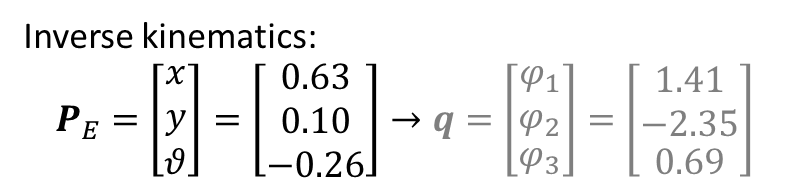 Inverse kinematics:
P_E = [x y ϑ] = [0.63 0.10 −0.26] → q = [φ1 φ2 φ3] = [1.41 −2.35 0.69]